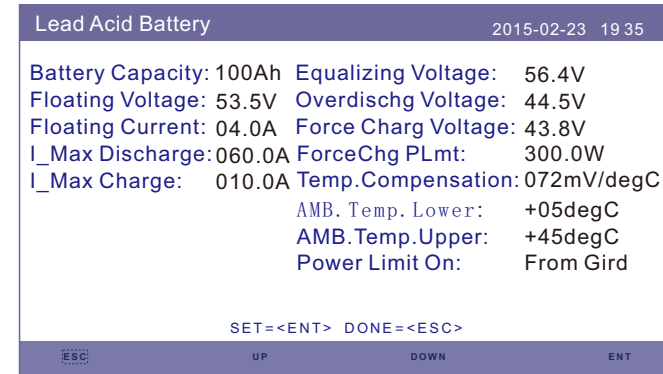 Lead Acid Battery 2015-02-23 19 35
Battery Capacity: 100Ah Equalizing Voltage: 56.4V
Floating Voltage: 53.5V Overdischg Voltage: 44.5V
Floating Current: 04.0A Force Charg Voltage: 43.8V
I_Max Discharge: 060.0A ForceChg PLmt: 300.0W
I_Max Charge: 010.0A Temp.Compensation: 072mV/degC
AMB. Temp. Lower: +05degC
AMB.Temp.Upper: +45degC
Power Limit On: From Gird
SET=<ENT> DONE=<ESC>
ESC UP DOWN ENT